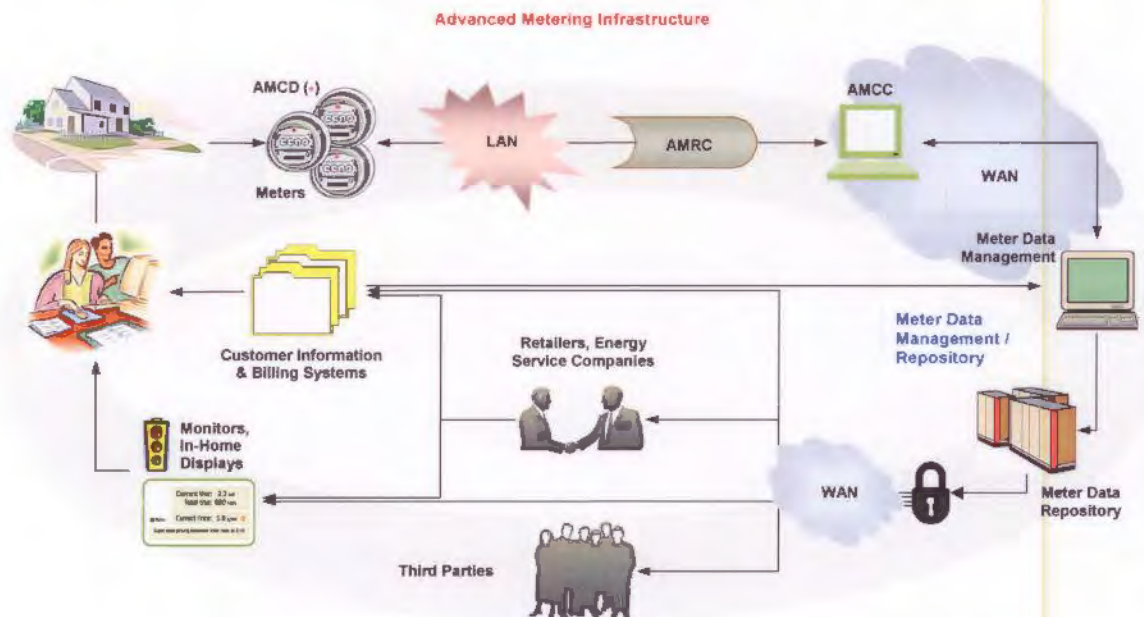 Advanced Metering Infrastructure
AMCD (•)
Meters
LAN
AMRC
AMCC
WAN
Meter Data
Management
Customer Information
& Billing Systems
Retailers, Energy
Service Companies
Meter Data
Management /
Repository
Monitors,
In-Home
Displays
WAN
Meter Data
Repository
Third Parties